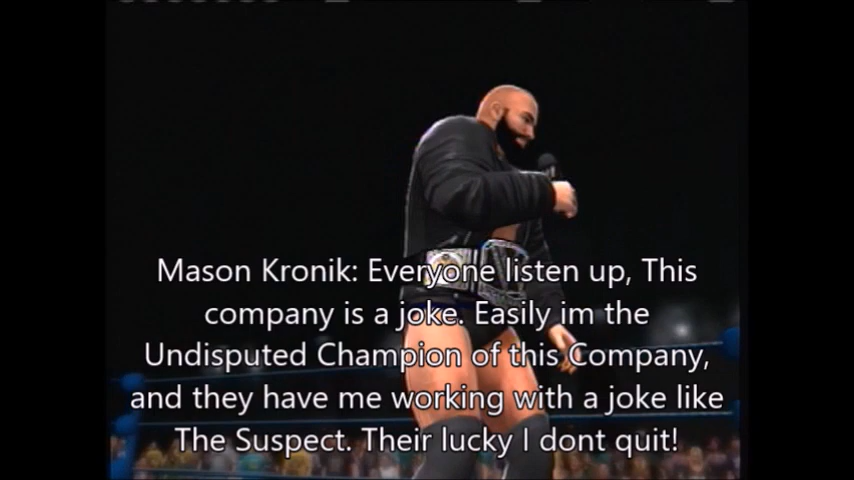 Mason Kronik: Everyone listen up, This
company is a joke. Easily im the
Undisputed Champion of this Company,
and they have me working with a joke like
The Suspect. Their lucky I dont quit!